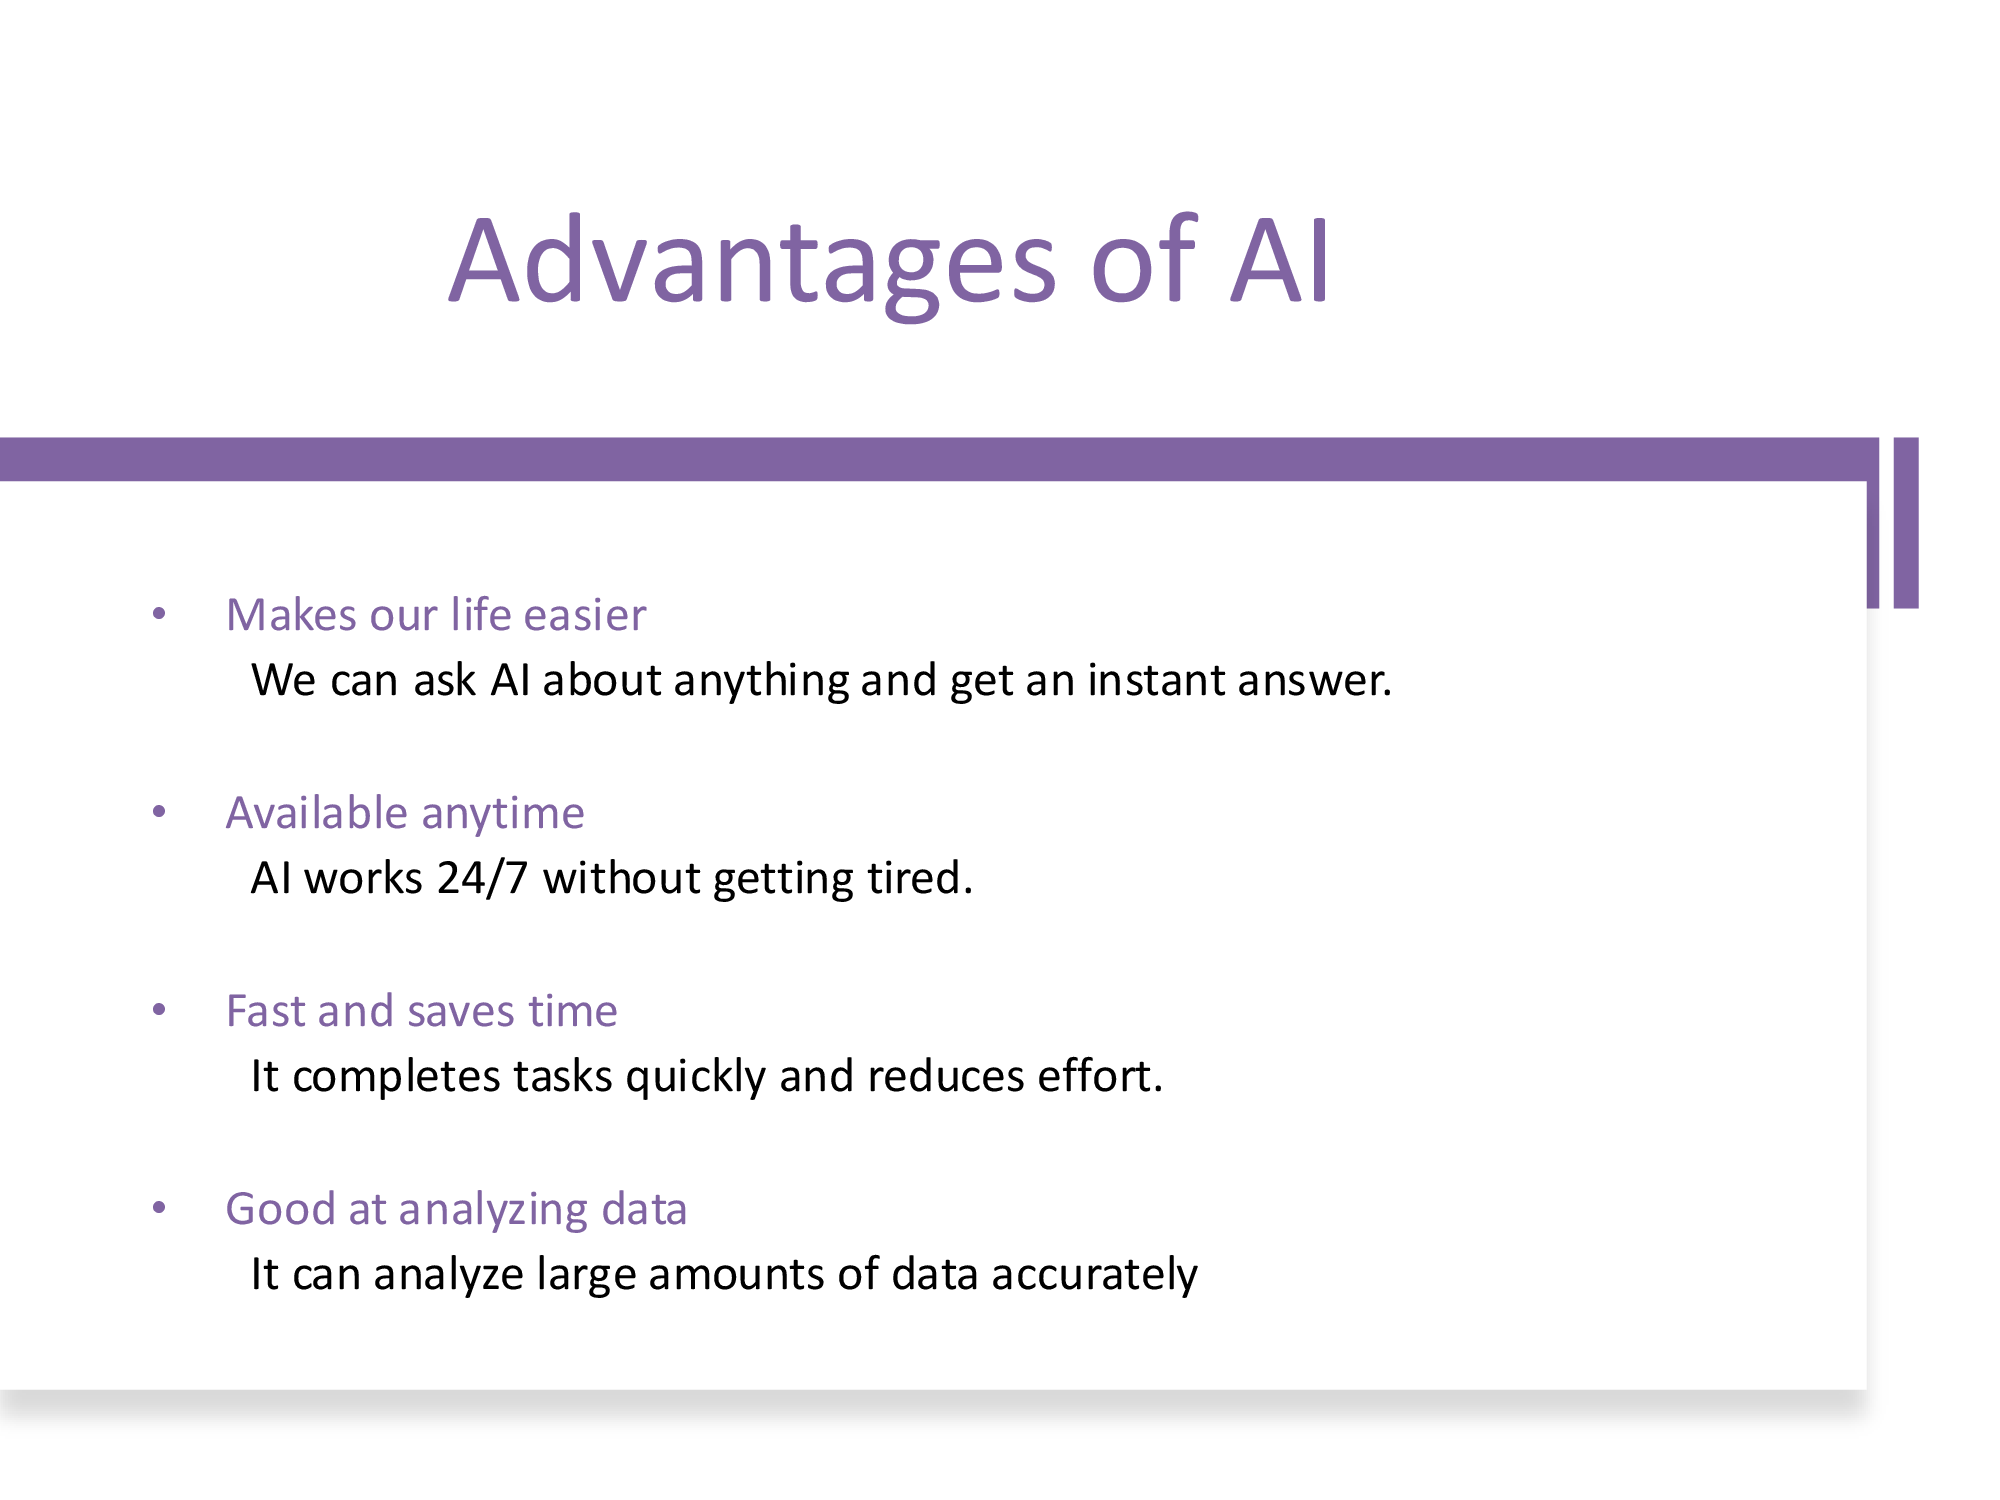 Advantages of AI
• Makes our life easier
We can ask AI about anything and get an instant answer.
• Available anytime
AI works 24/7 without getting tired.
• Fast and saves time
It completes tasks quickly and reduces effort.
• Good at analyzing data
It can analyze large amounts of data accurately